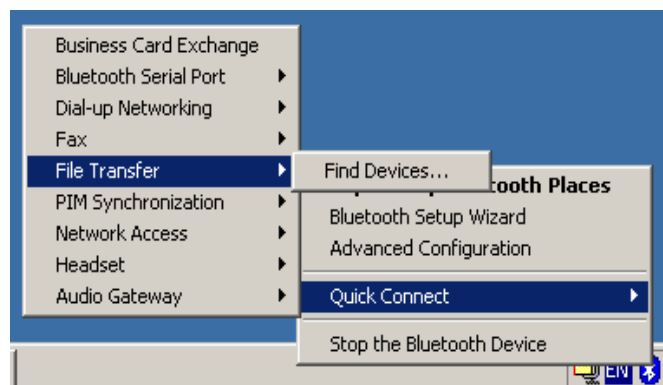 Business Card Exchange
Bluetooth Serial Port
Dial-up Networking
Fax
File Transfer
PIM Synchronization
Network Access
Headset
Audio Gateway
Find Devices...
tooth Places
Bluetooth Setup Wizard
Advanced Configuration
Quick Connect
Stop the Bluetooth Device
EN